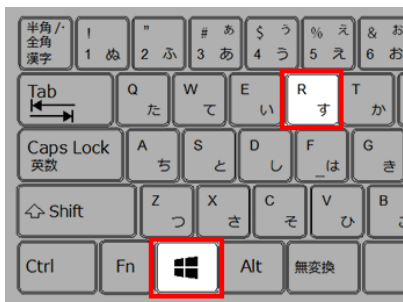 半角/· ! " # ぁ $ ぅ % ぇ & ぉ
全角
漢字 1 ぬ 2 ふ 3 あ 4 う 5 え 6 お
Tab Q た W て E い R す T か
Caps Lock A ち S と D し F _は G き
英数
Shift Z つ X さ C そ V ひ B
Ctrl Fn Alt 無変換